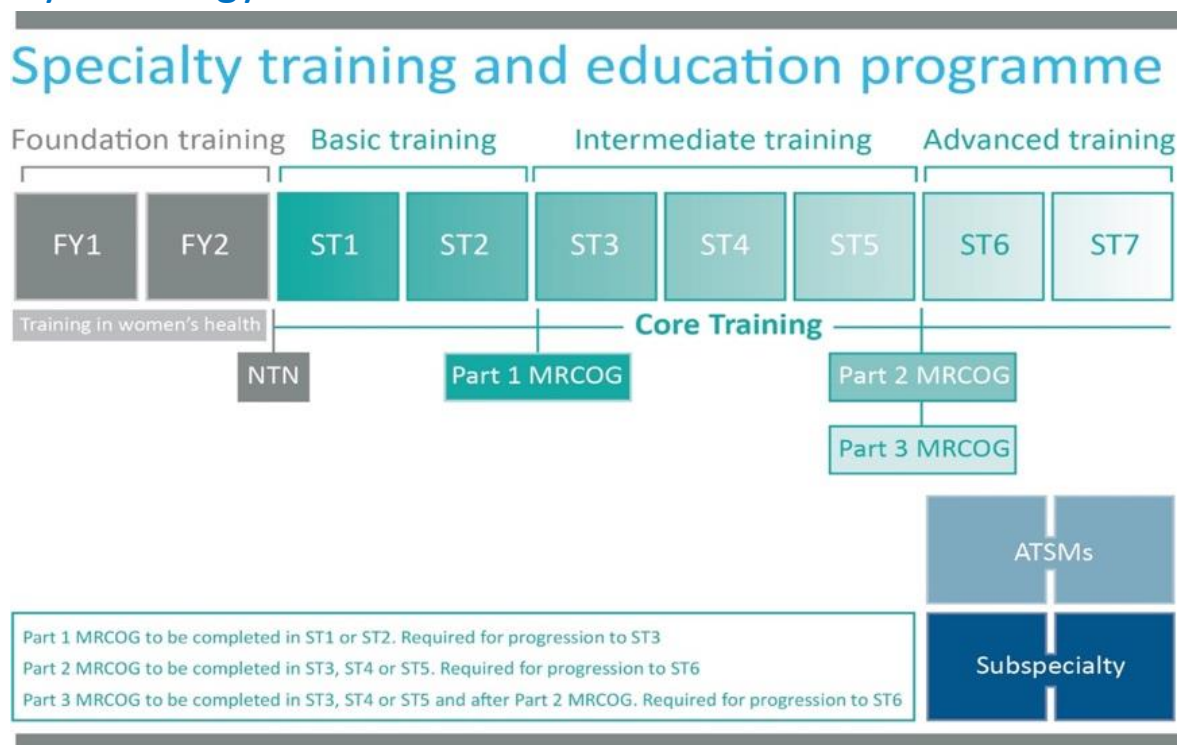 Specialty training and education programme
Foundation training Basic training Intermediate training Advanced training
FY1 FY2 ST1 ST2 ST3 ST4 ST5 ST6 ST7
Training in women's health
Core Training
NTN Part 1 MRCOG Part 2 MRCOG
Part 3 MRCOG
ATSMs
Part 1 MRCOG to be completed in ST1 or ST2. Required for progression to ST3
Part 2 MRCOG to be completed in ST3, ST4 or ST5. Required for progression to ST6
Part 3 MRCOG to be completed in ST3, ST4 or ST5 and after Part 2 MRCOG. Required for progression to ST6
Subspecialty